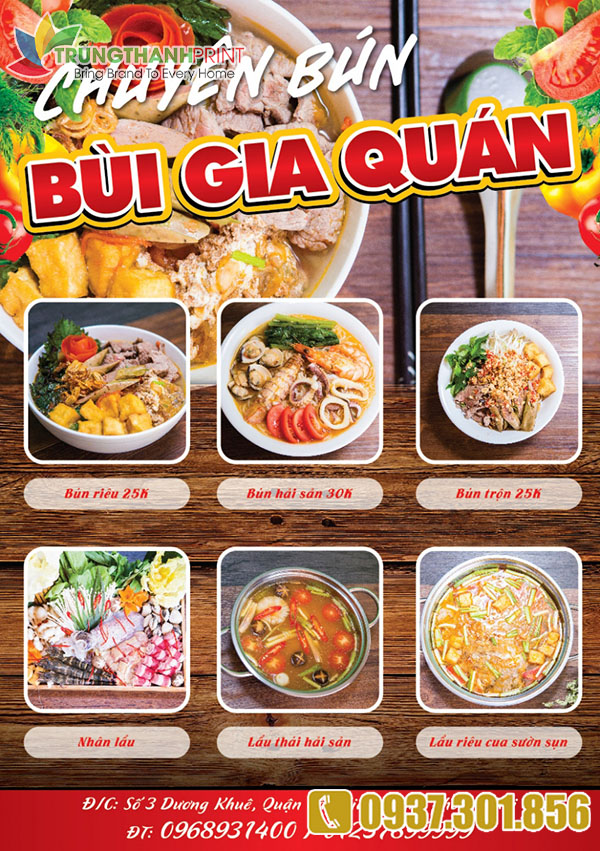 TRUNGTHANHPRINT
Bring Brand To Every Home
CHUYÊN BÚN
BÙI GIA QUÁN
Bún riêu 25K
Bún hải sản 30K
Bún trộn 25K
Nhân lẩu
Lẩu thái hải sản
Lẩu riêu cua sườn sụn
Đ/C: Số 3 Dương Khuê, Quận
0937.301.856
ĐT: 0968931400 /